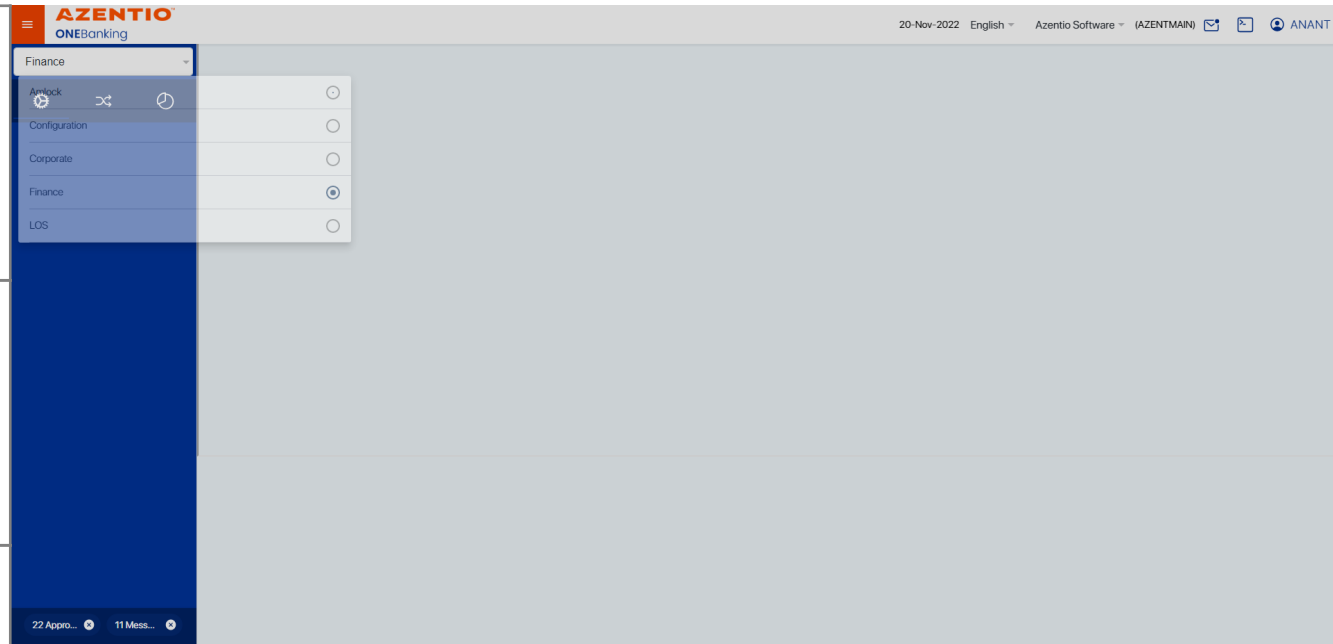 AZENTIO™
ONEBanking
20-Nov-2022 English Azentio Software (AZENTMAIN) ANANT
Finance
Amlock
Configuration
Corporate
Finance
LOS
22 Appro... 11 Mess...